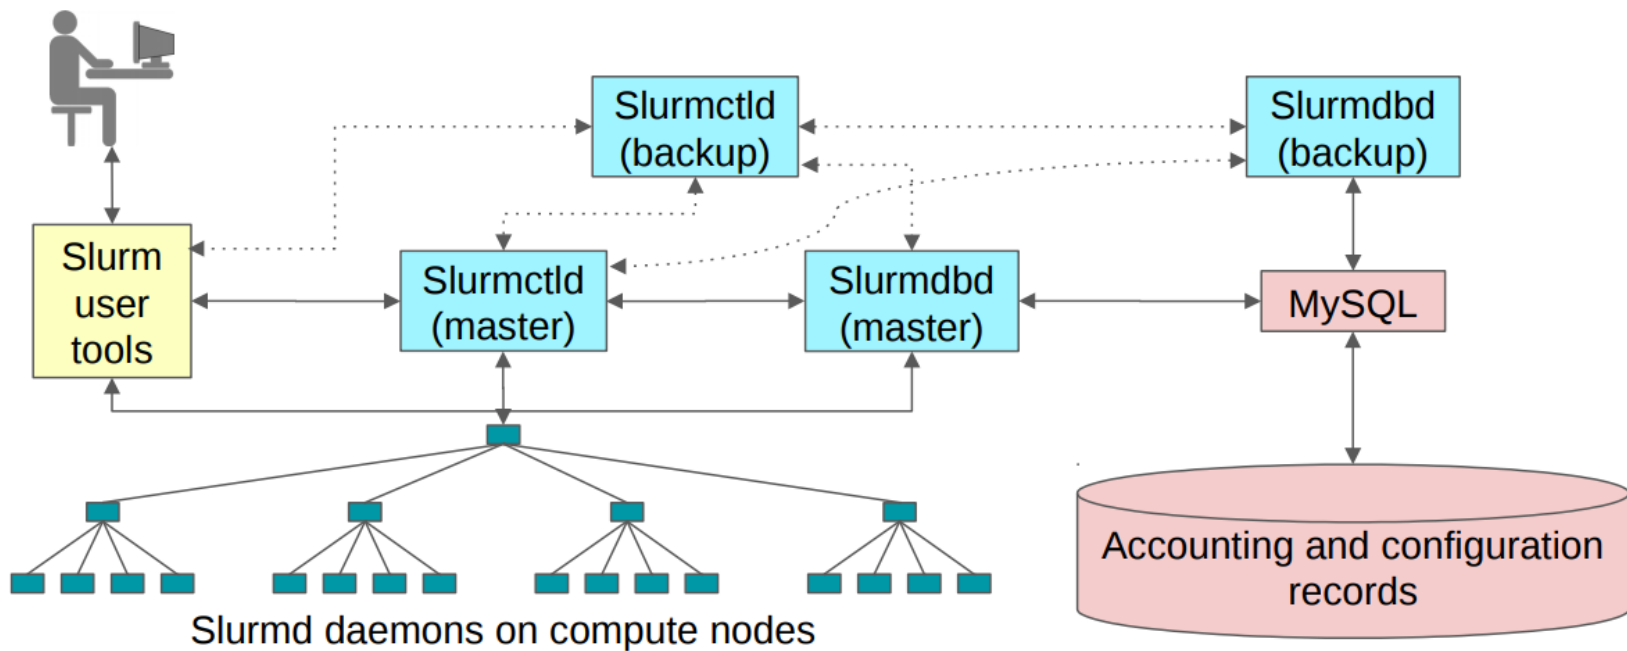 Slurmctld
(backup)
Slurmdbd
(backup)
Slurm
user
tools
Slurmctld
(master)
Slurmdbd
(master)
MySQL
Accounting and configuration
records
Slurmd daemons on compute nodes